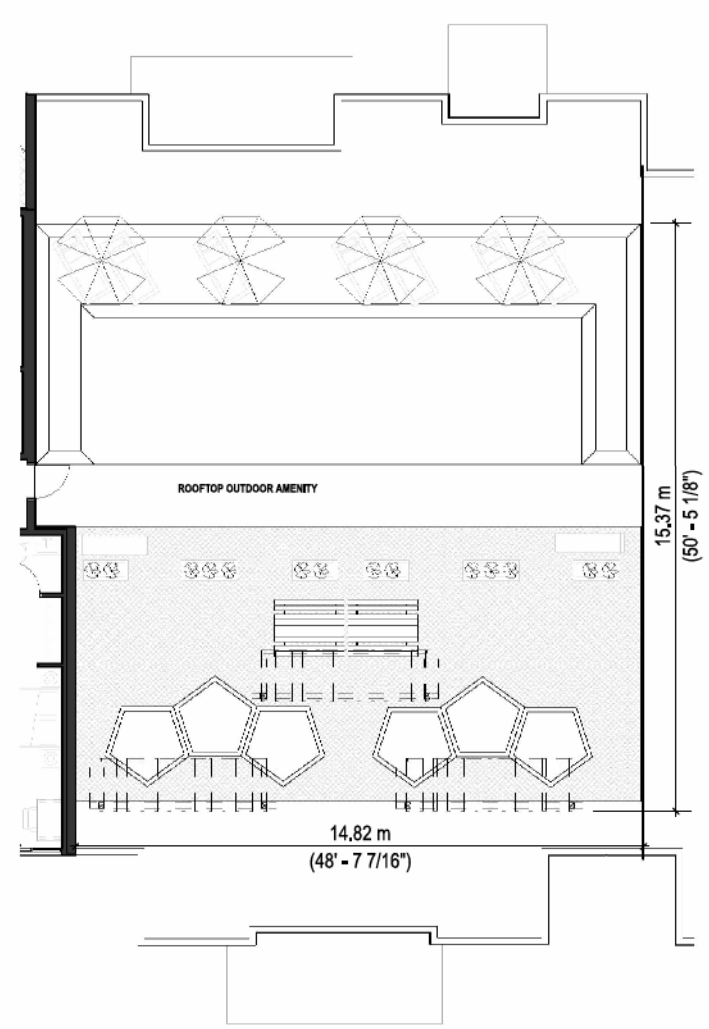 ROOFTOP OUTDOOR AMENITY
15.37 m
(50' - 5 1/8")
14.82 m
(48' - 7 7/16")